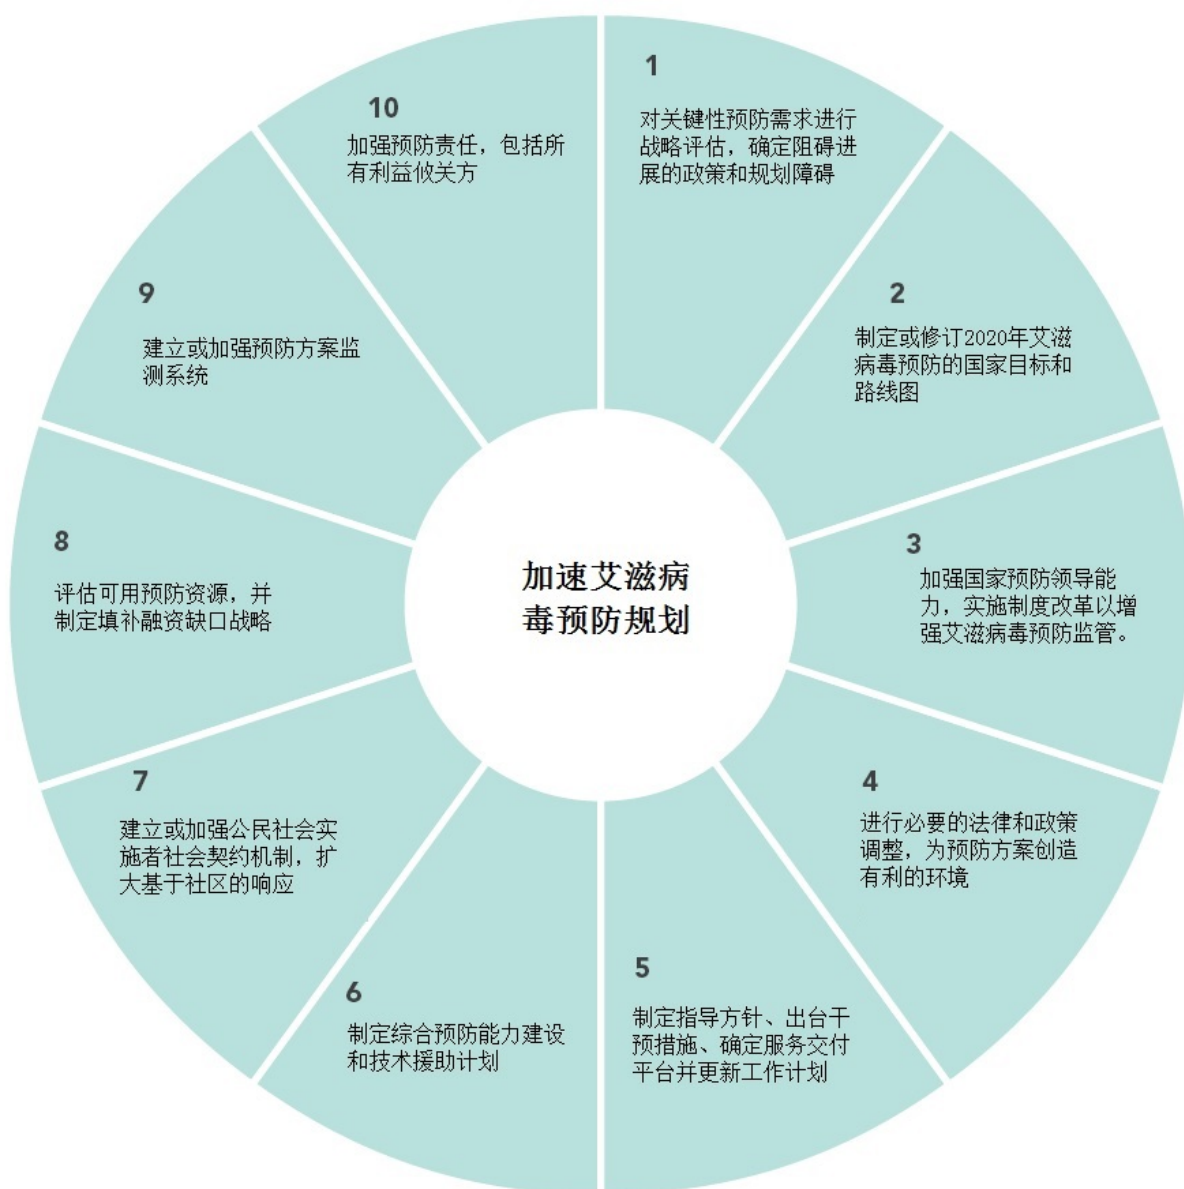 加速艾滋病
毒预防规划
1
对关键性预防需求进行
战略评估，确定阻碍进
展的政策和规划障碍
2
制定或修订2020年艾滋
病毒预防的国家目标和
路线图
3
加强国家预防领导能
力，实施制度改革以增
强艾滋病毒预防监管。
4
进行必要的法律和政策
调整，为预防方案创造
有利的环境
5
制定指导方针、出台干
预措施、确定服务交付
平台并更新工作计划
6
制定综合预防能力建设
和技术援助计划
7
建立或加强公民社会实
施者社会契约机制，扩
大基于社区的响应
8
评估可用预防资源，并
制定填补融资缺口战略
9
建立或加强预防方案监
测系统
10
加强预防责任，包括所
有利益攸关方